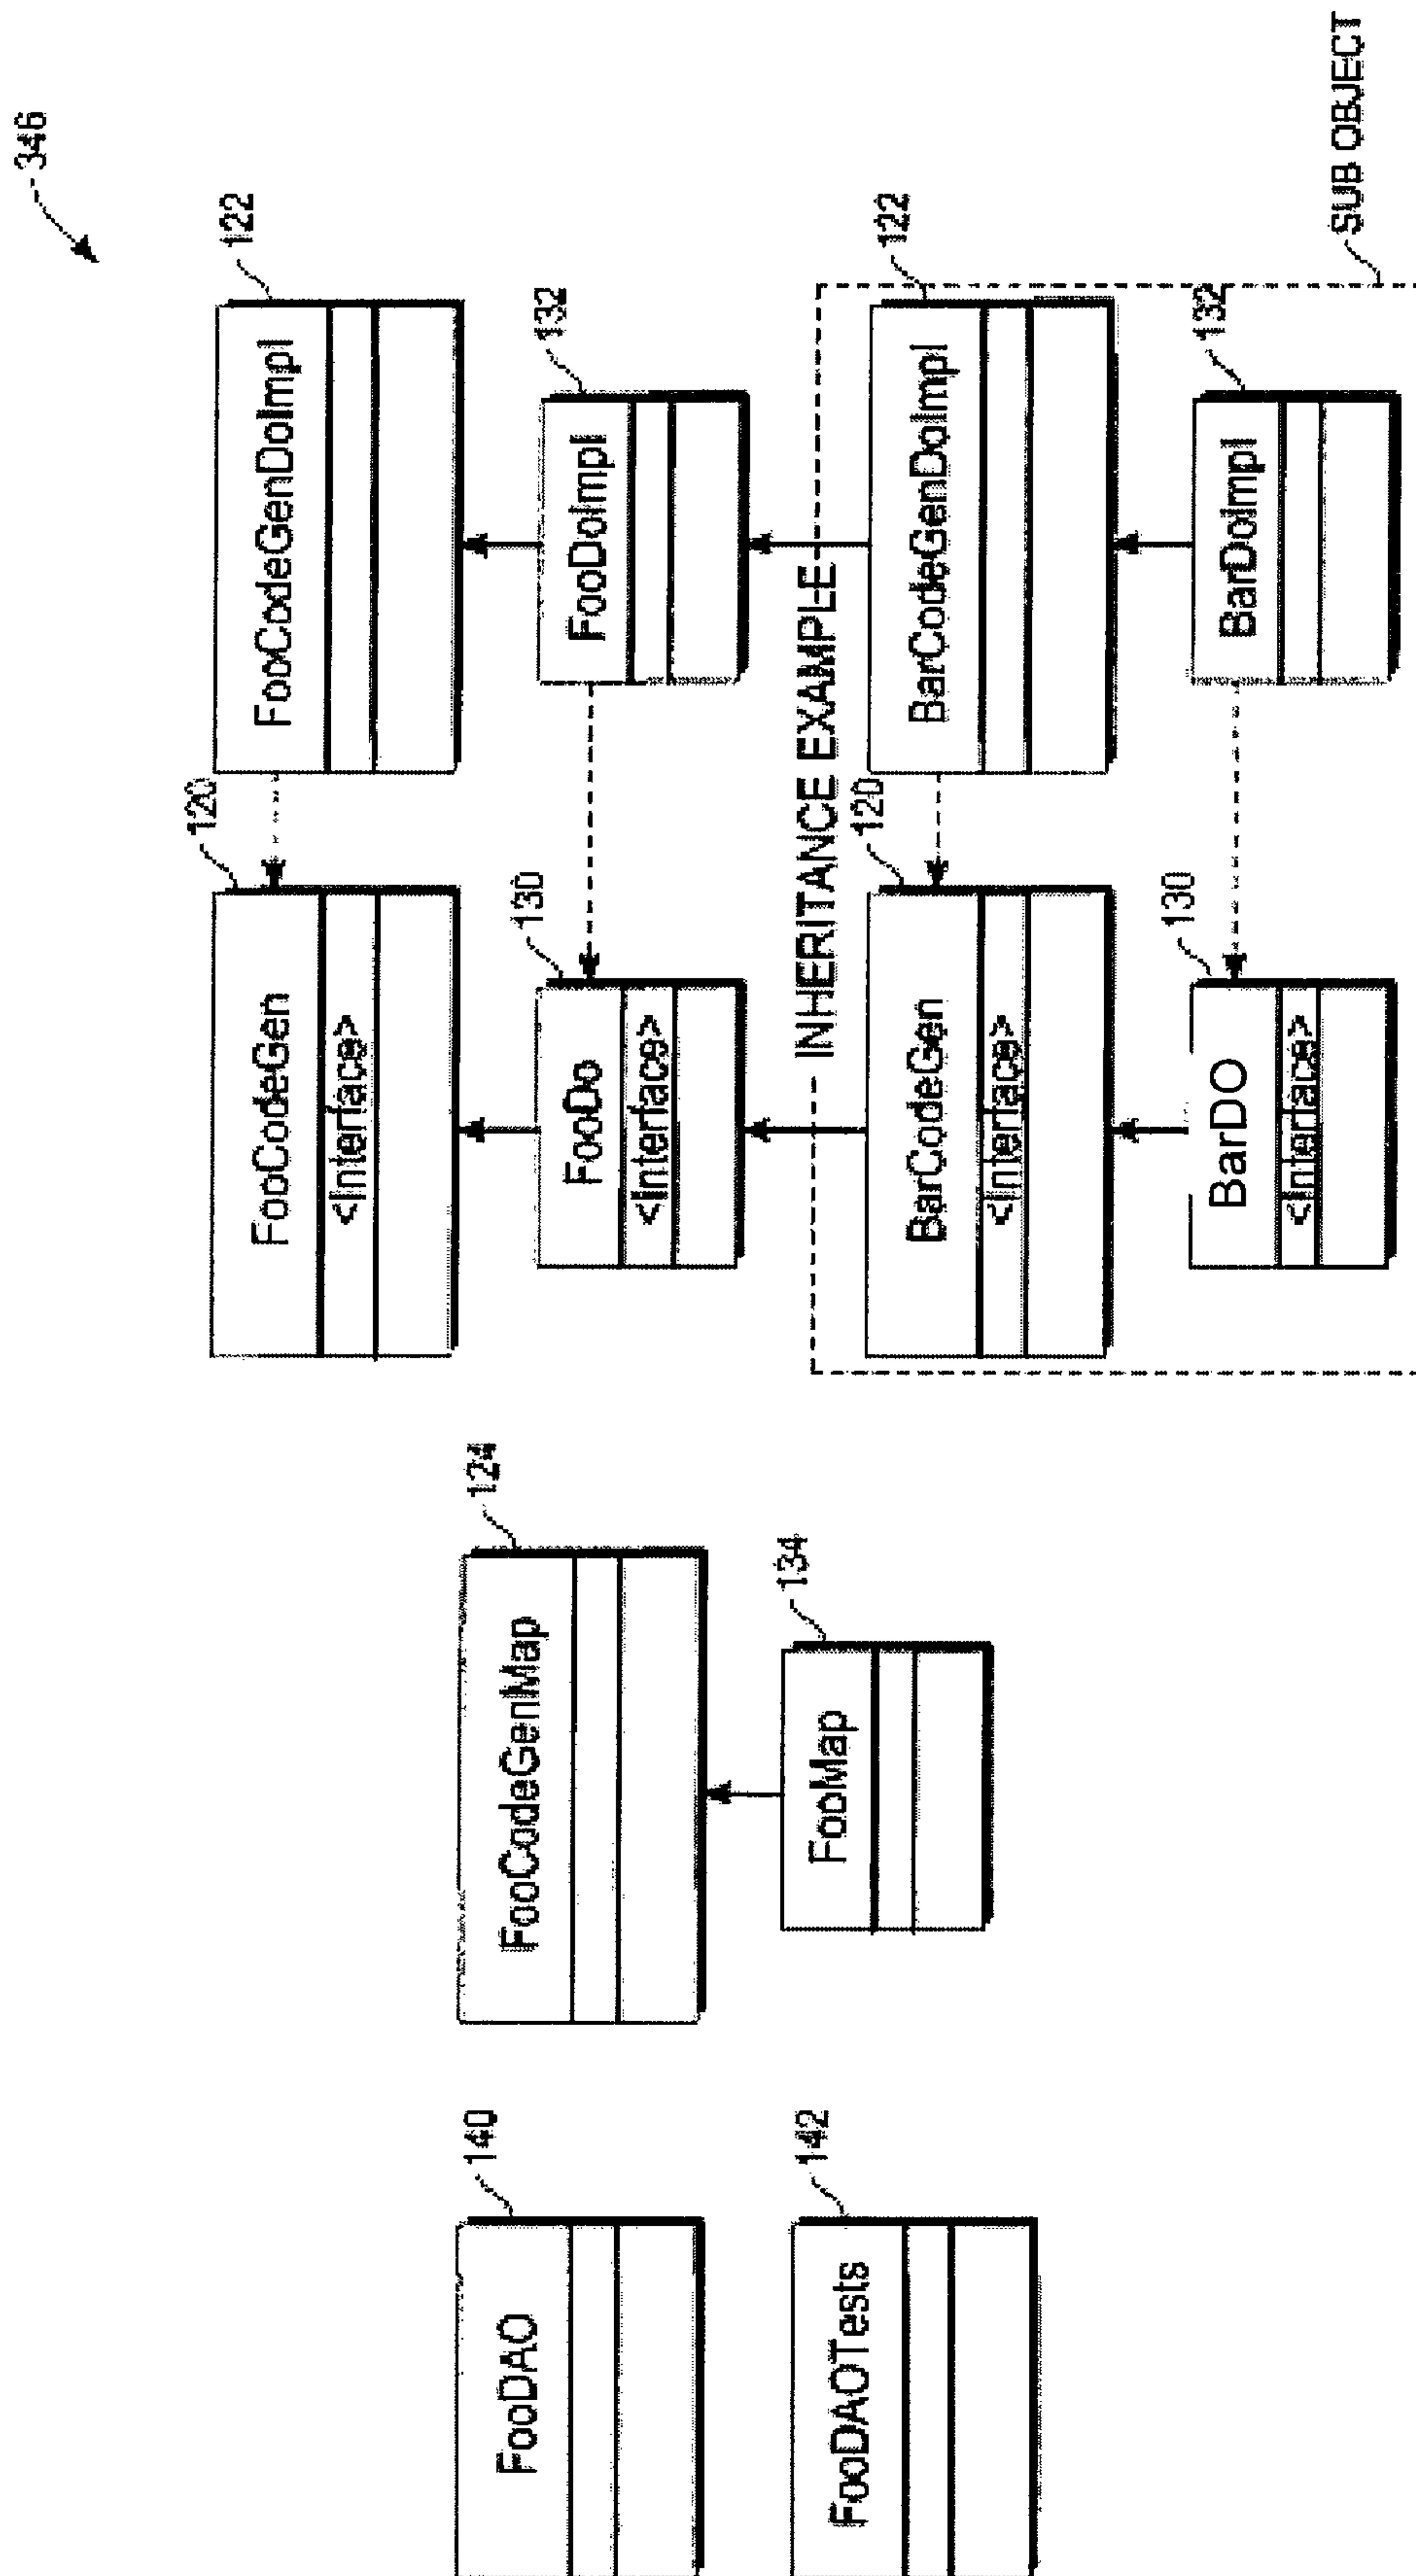 346
FooDAO
140
FooDAOTests
142
FooCodeGenMap
124
FooMap
134
FooCodeGen
<Interface>
120
FooCodeGenDoImpl
122
FooDo
<Interface>
130
FooDoImpl
132
INHERITANCE EXAMPLE
BarCodeGen
<Interface>
120
BarCodeGenDoImpl
122
BarDO
<Interface>
130
BarDoImpl
132
SUB OBJECT